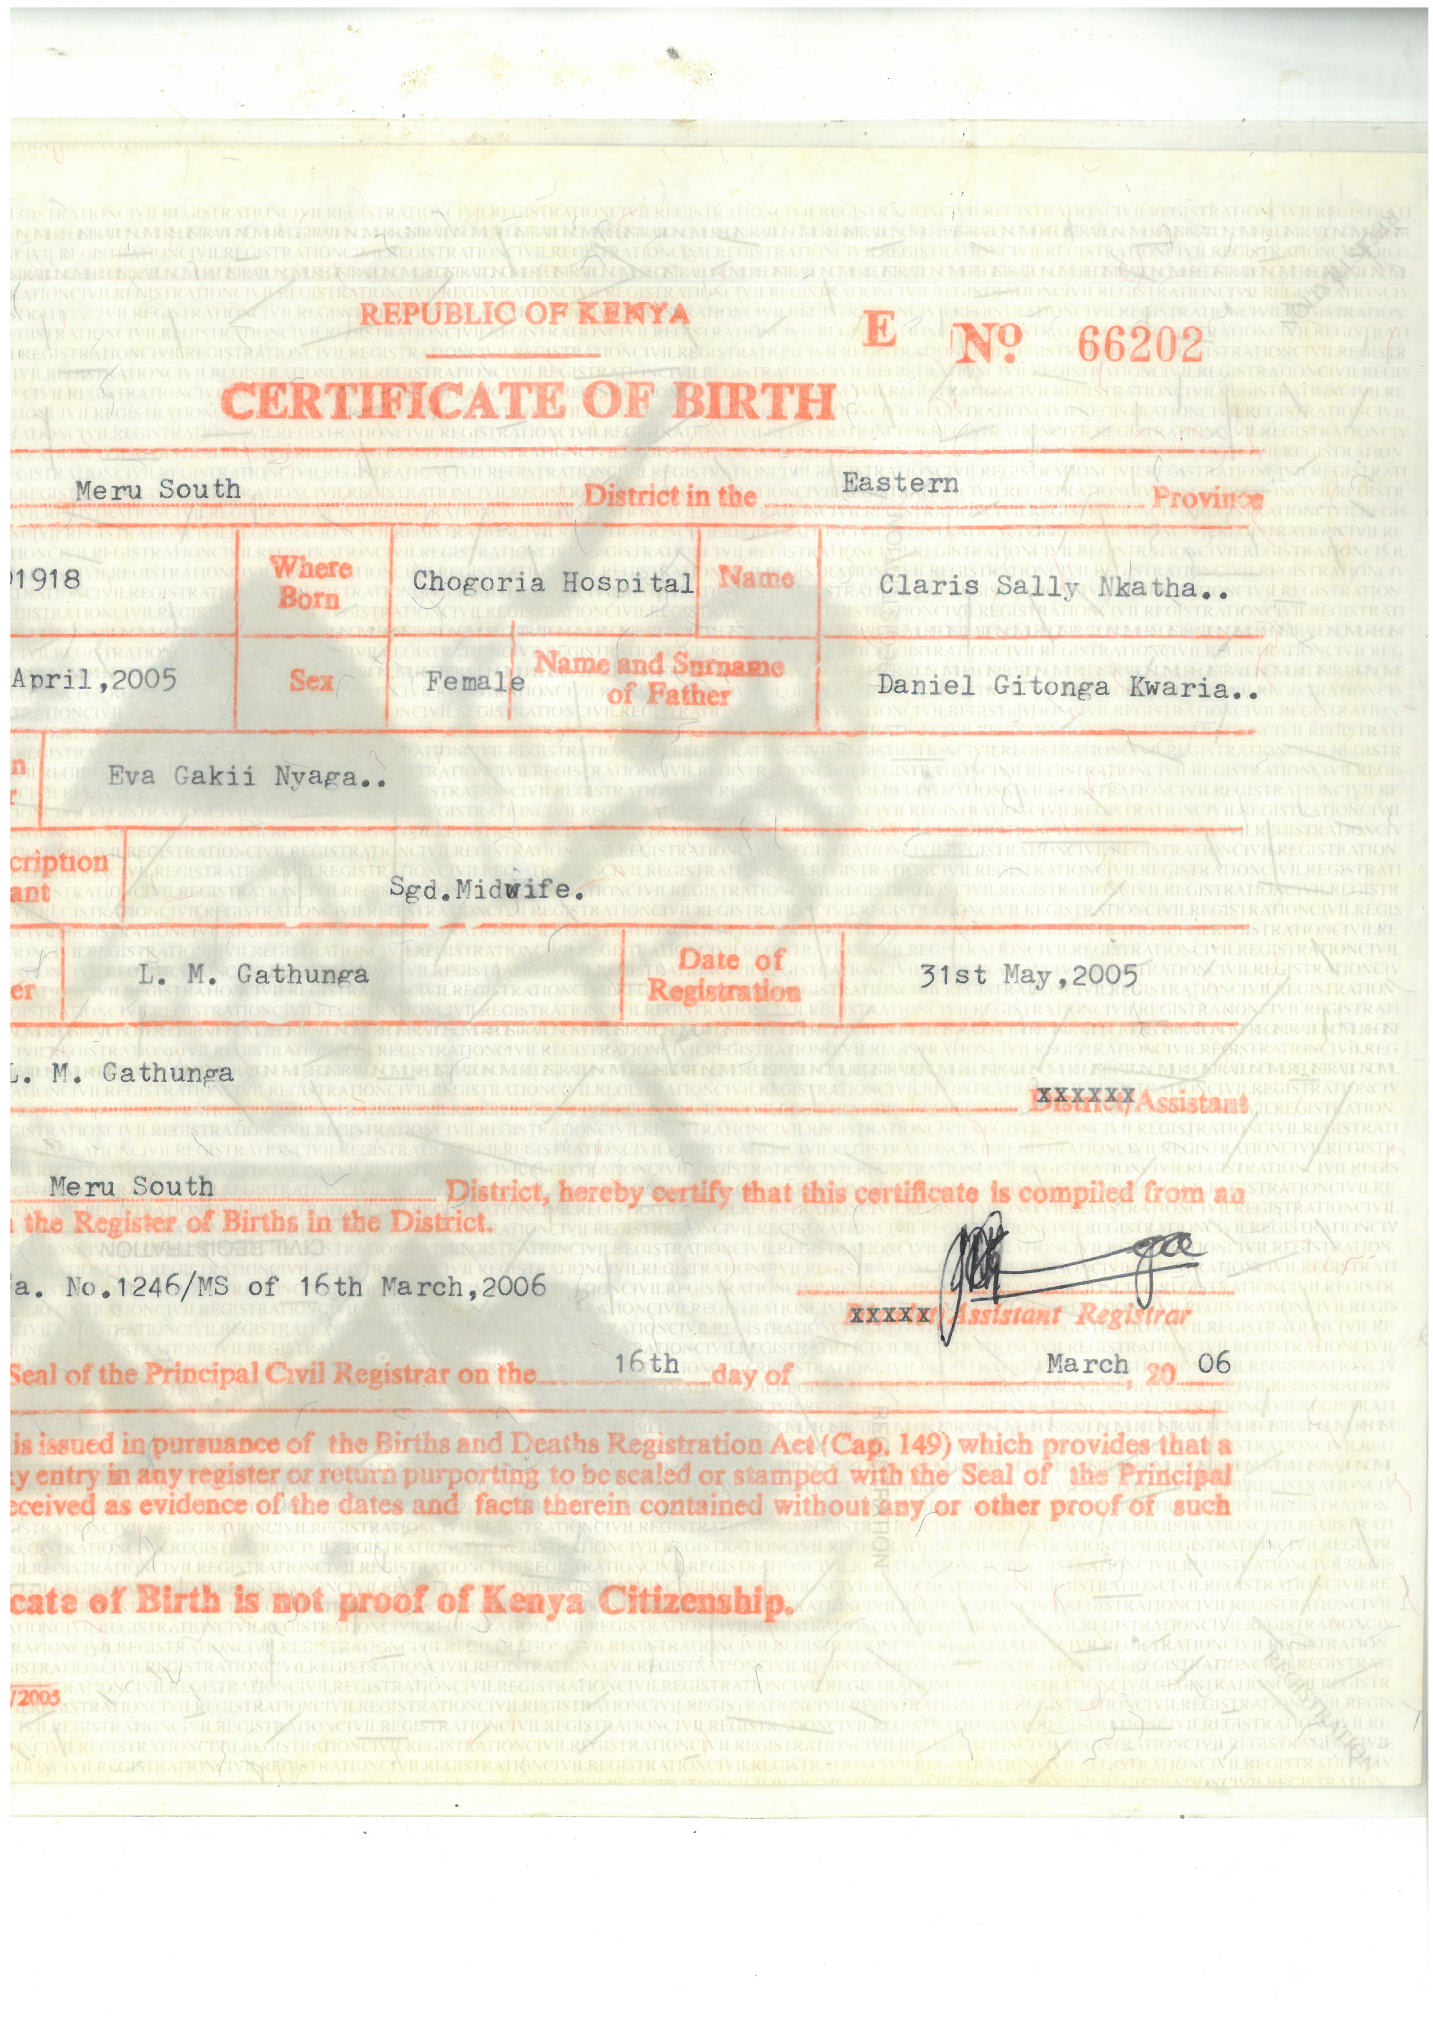 REPUBLIC OF KENYA
E No 66202
CERTIFICATE OF BIRTH
Meru South District in the Eastern Province
1918 Where Born Chogoria Hospital Name Claris Sally Nkatha..
April,2005 Sex Female Name and Surname of Father Daniel Gitonga Kwaria..
Eva Gakii Nyaga..
cription
ant Sgd.Midwife.
er L. M. Gathunga Date of Registration 31st May,2005
L. M. Gathunga
xxxxxx District/Assistant
Meru South District, hereby certify that this certificate is compiled from an
the Register of Births in the District.
CIVIL REGISTRATION
a. No.1246/MS of 16th March,2006
xxxxx Assistant Registrar
Seal of the Principal Civil Registrar on the 16th day of March, 20 06
is issued in pursuance of the Births and Deaths Registration Act (Cap. 149) which provides that a
y entry in any register or return purporting to be sealed or stamped with the Seal of the Principal
eceived as evidence of the dates and facts therein contained without any or other proof of such
cate of Birth is not proof of Kenya Citizenship.
/2005